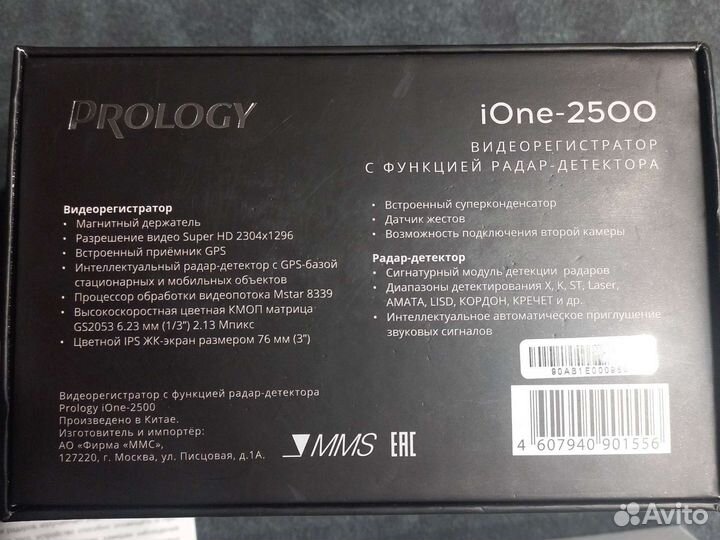 PROLOGY
iOne-2500
ВИДЕОРЕГИСТРАТОР
С ФУНКЦИЕЙ РАДАР-ДЕТЕКТОРА
Видеорегистратор
• Магнитный держатель
• Разрешение видео Super HD 2304x1296
• Встроенный приёмник GPS
• Интеллектуальный радар-детектор с GPS-базой
стационарных и мобильных объектов
• Процессор обработки видеопотока Mstar 8339
• Высокоскоростная цветная КМОП матрица
GS2053 6.23 мм (1/3") 2.13 Мпикс
• Цветной IPS ЖК-экран размером 76 мм (3")
• Встроенный суперконденсатор
• Датчик жестов
• Возможность подключения второй камеры
Радар-детектор
• Сигнатурный модуль детекции радаров
• Диапазоны детектирования X, K, ST, Laser,
AMATA, LISD, КОРДОН, КРЕЧЕТ и др.
• Интеллектуальное автоматическое приглушение
звуковых сигналов
Видеорегистратор с функцией радар-детектора
Prology iOne-2500
Произведено в Китае.
Изготовитель и импортёр:
АО «Фирма «ММС»,
127220, г. Москва, ул. Писцовая, д.1А.
MMS
EAC
4 607940 901556
Avito